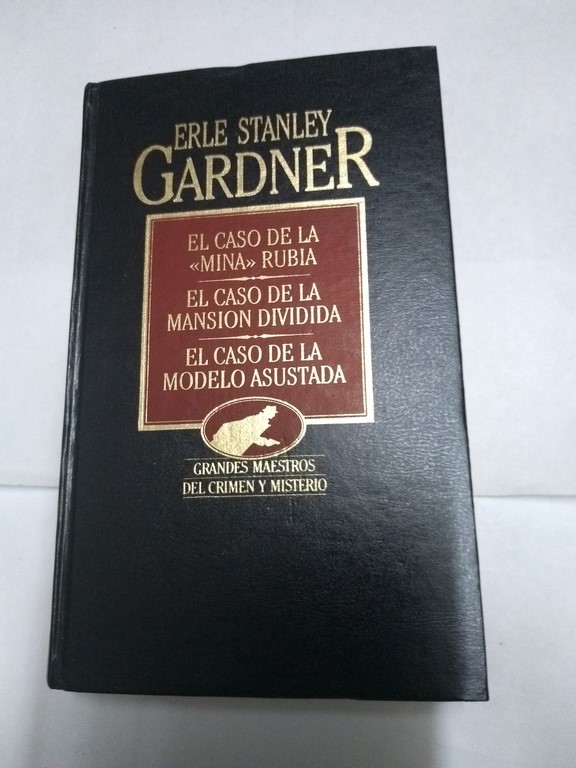 ERLE STANLEY
GARDNER
EL CASO DE LA
«MINA» RUBIA
EL CASO DE LA
MANSION DIVIDIDA
EL CASO DE LA
MODELO ASUSTADA
GRANDES MAESTROS
DEL CRIMEN Y MISTERIO